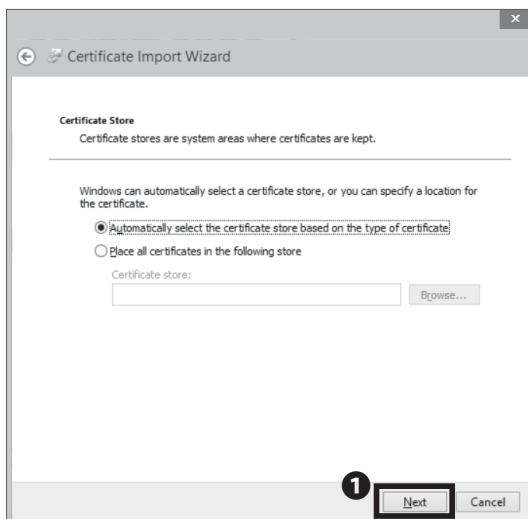 Certificate Import Wizard
Certificate Store
Certificate stores are system areas where certificates are kept.
Windows can automatically select a certificate store, or you can specify a location for
the certificate.
Automatically select the certificate store based on the type of certificate
Place all certificates in the following store
Certificate store:
Browse...
1
Next Cancel